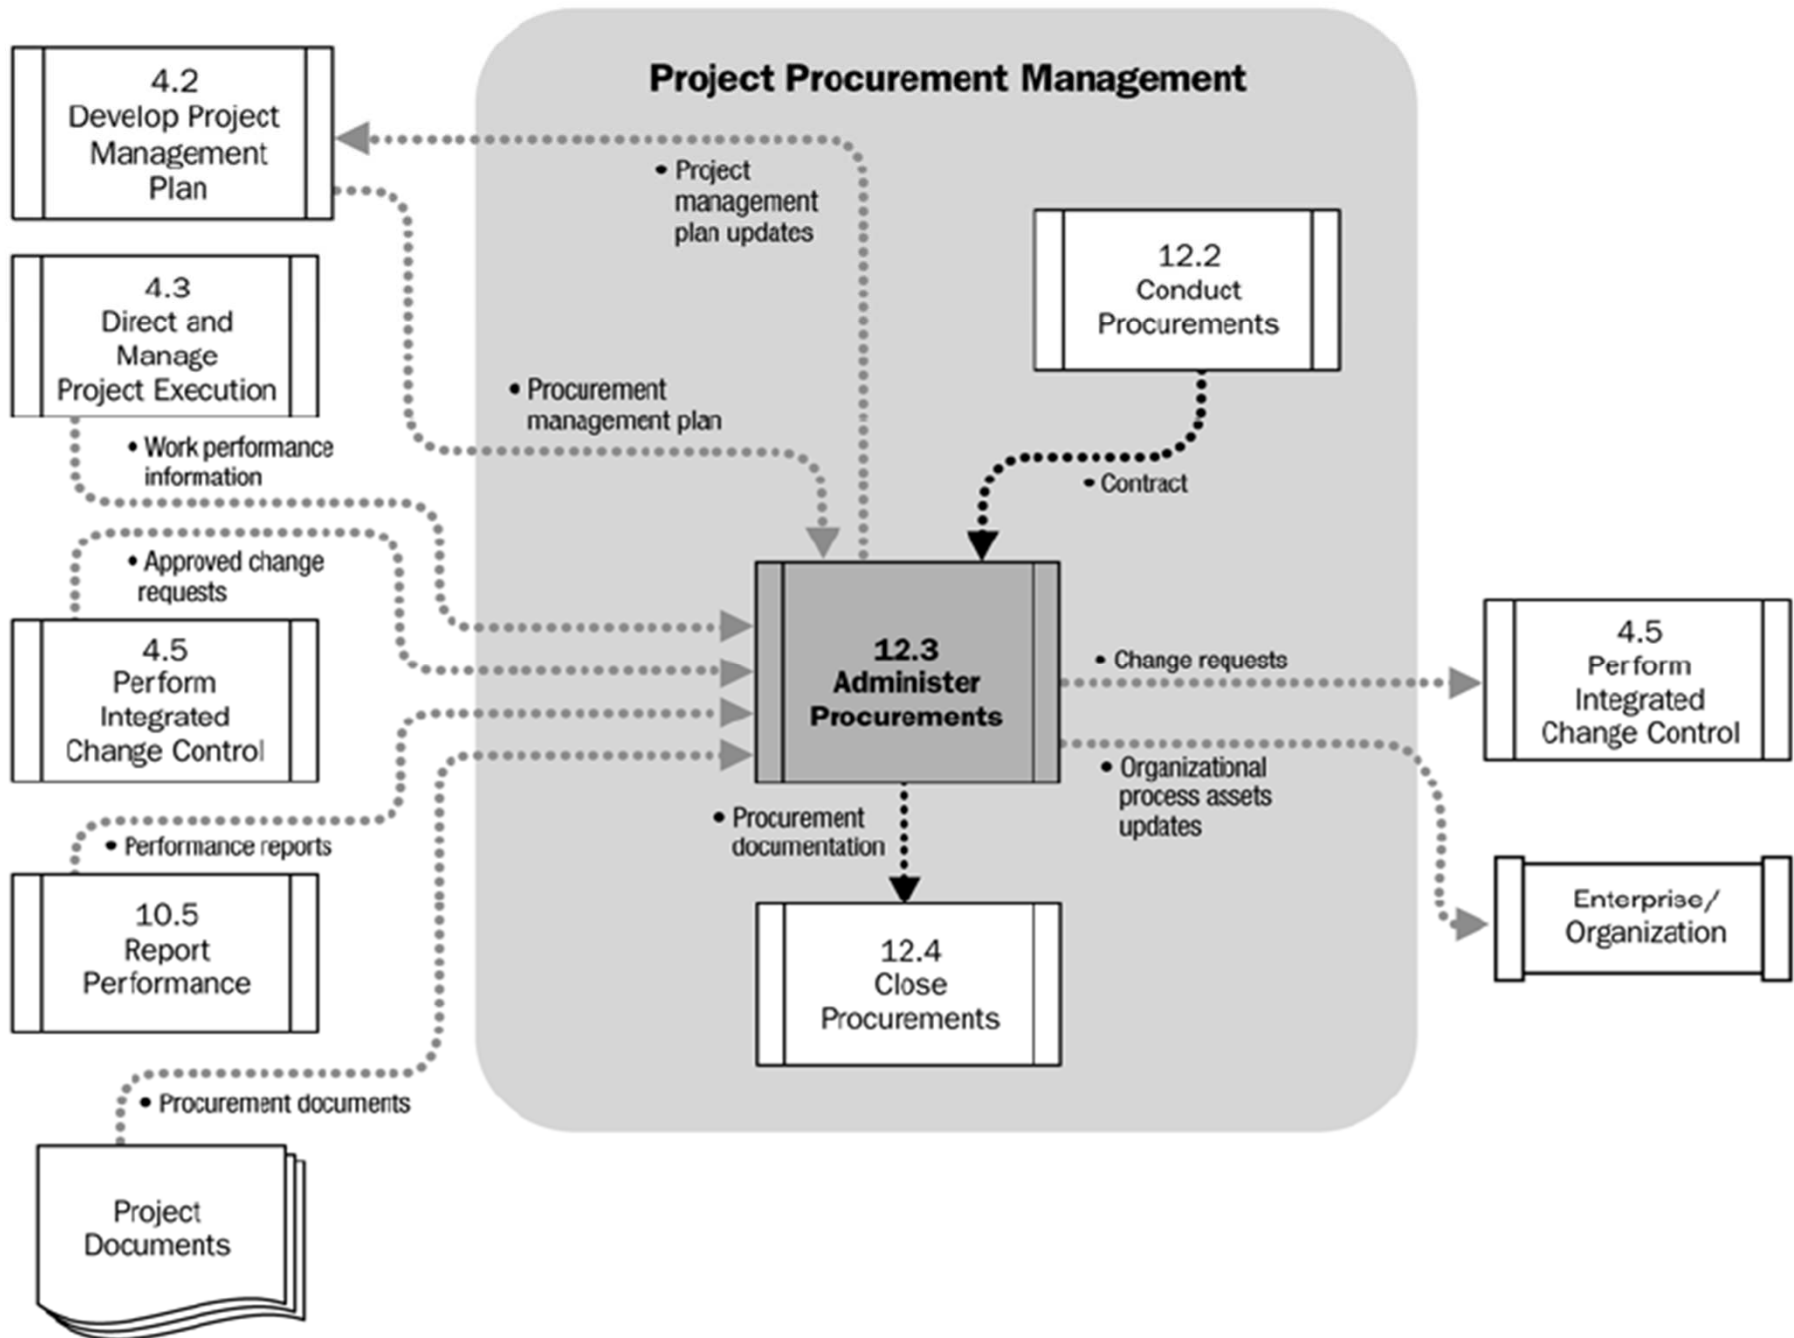 Project Procurement Management
4.2
Develop Project
Management
Plan
• Project
management
plan updates
12.2
Conduct
Procurements
4.3
Direct and
Manage
Project Execution
• Procurement
management plan
• Work performance
information
• Contract
• Approved change
requests
4.5
Perform
Integrated
Change Control
12.3
Administer
Procurements
• Change requests
4.5
Perform
Integrated
Change Control
• Organizational
process assets
updates
• Procurement
documentation
• Performance reports
10.5
Report
Performance
Enterprise/
Organization
12.4
Close
Procurements
• Procurement documents
Project
Documents